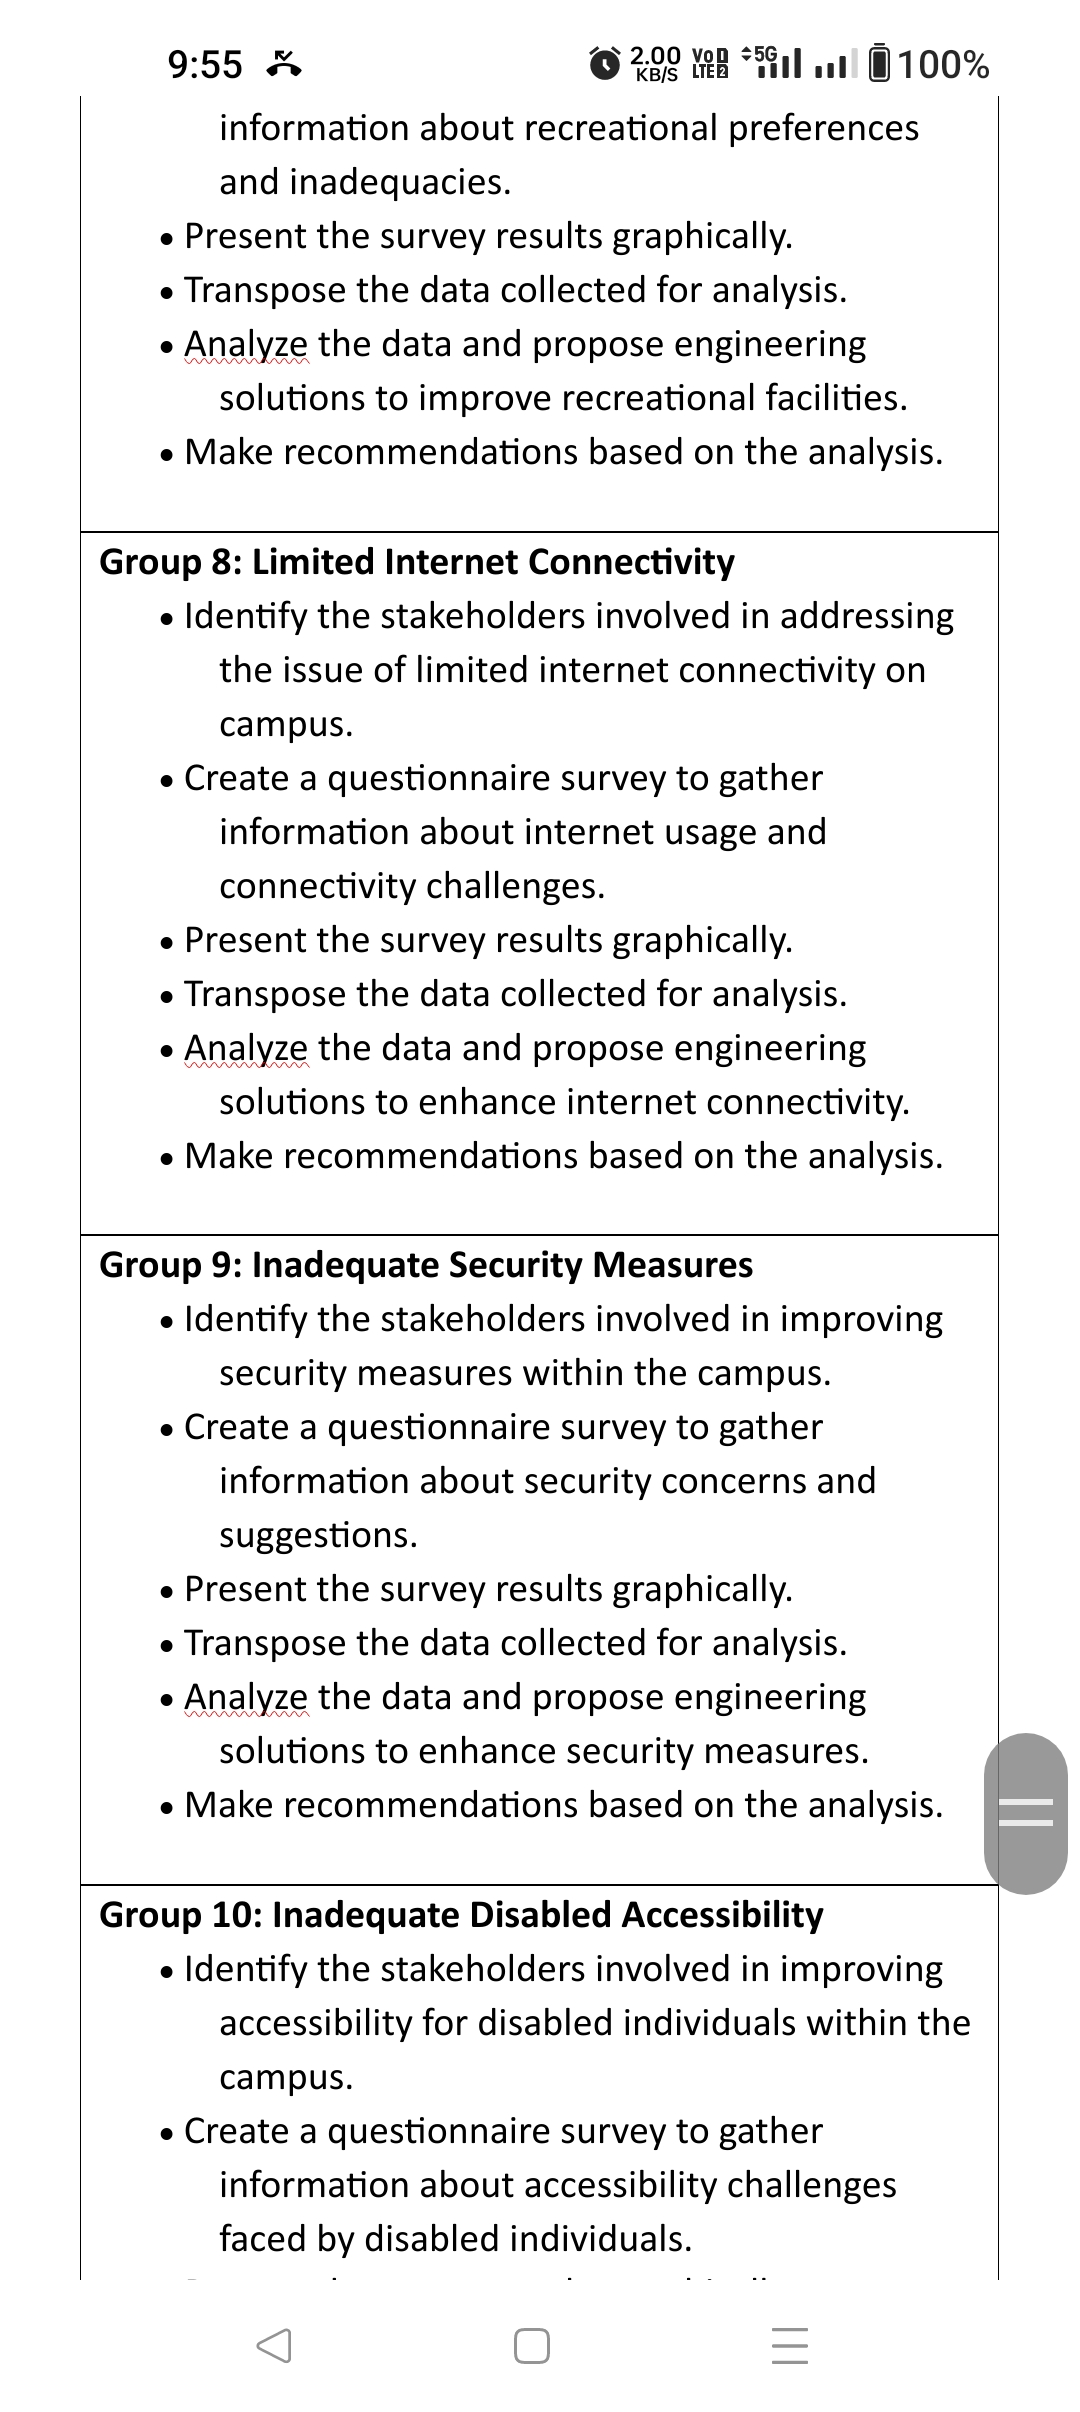 9:55 2.00 KB/S VoD LTE2 5G 100%
information about recreational preferences
and inadequacies.
• Present the survey results graphically.
• Transpose the data collected for analysis.
• Analyze the data and propose engineering
solutions to improve recreational facilities.
• Make recommendations based on the analysis.
Group 8: Limited Internet Connectivity
• Identify the stakeholders involved in addressing
the issue of limited internet connectivity on
campus.
• Create a questionnaire survey to gather
information about internet usage and
connectivity challenges.
• Present the survey results graphically.
• Transpose the data collected for analysis.
• Analyze the data and propose engineering
solutions to enhance internet connectivity.
• Make recommendations based on the analysis.
Group 9: Inadequate Security Measures
• Identify the stakeholders involved in improving
security measures within the campus.
• Create a questionnaire survey to gather
information about security concerns and
suggestions.
• Present the survey results graphically.
• Transpose the data collected for analysis.
• Analyze the data and propose engineering
solutions to enhance security measures.
• Make recommendations based on the analysis.
Group 10: Inadequate Disabled Accessibility
• Identify the stakeholders involved in improving
accessibility for disabled individuals within the
campus.
• Create a questionnaire survey to gather
information about accessibility challenges
faced by disabled individuals.